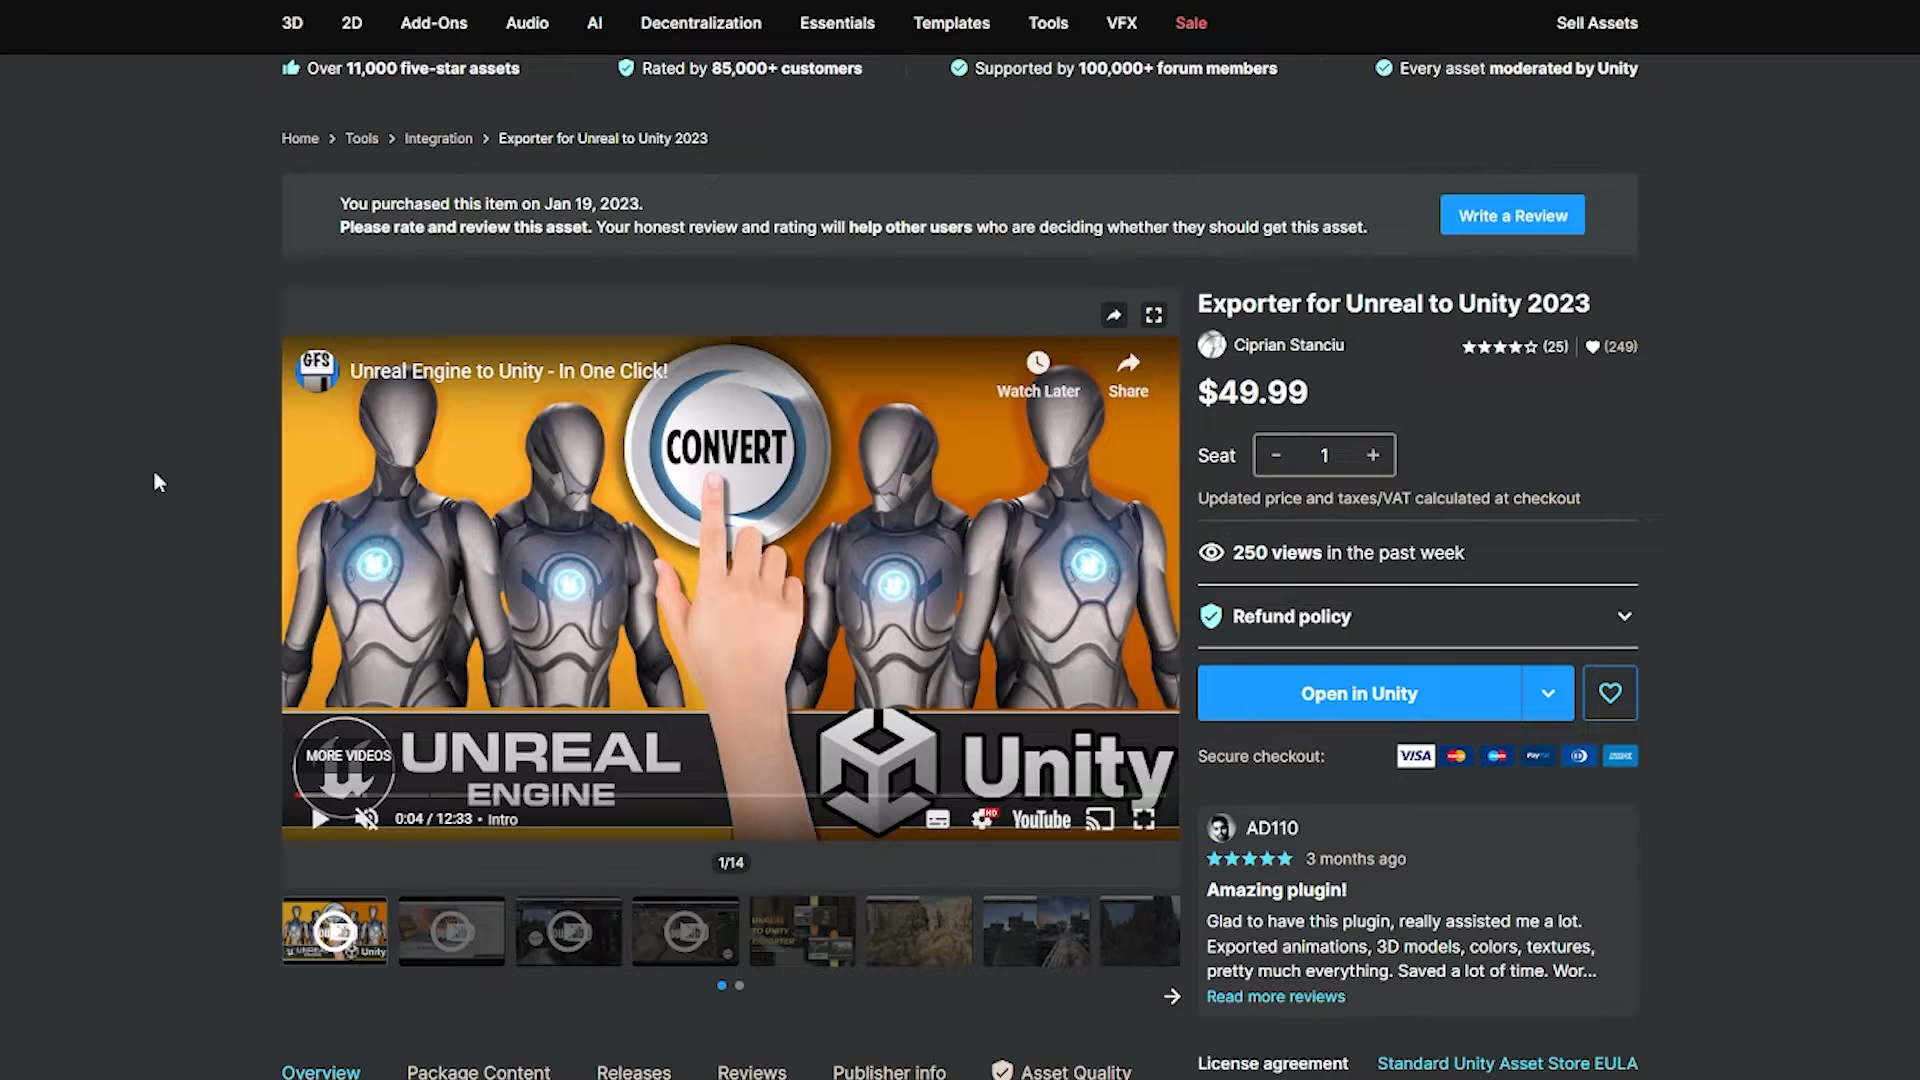 3D 2D Add-Ons Audio AI Decentralization Essentials Templates Tools VFX Sale Sell Assets
Over 11,000 five-star assets Rated by 85,000+ customers Supported by 100,000+ forum members Every asset moderated by Unity
Home > Tools > Integration > Exporter for Unreal to Unity 2023
You purchased this item on Jan 19, 2023.
Please rate and review this asset. Your honest review and rating will help other users who are deciding whether they should get this asset.
Write a Review
GFS
Unreal Engine to Unity - In One Click!
Watch Later
Share
CONVERT
MORE VIDEOS
UNREAL
ENGINE
Unity
0:04 / 12:33 • Intro
HD
YouTube
1/14
Exporter for Unreal to Unity 2023
Ciprian Stanciu
(25) (249)
$49.99
Seat - 1 +
Updated price and taxes/VAT calculated at checkout
250 views in the past week
Refund policy
Open in Unity
Secure checkout:
VISA
PayPal
AD110
3 months ago
Amazing plugin!
Glad to have this plugin, really assisted me a lot.
Exported animations, 3D models, colors, textures,
pretty much everything. Saved a lot of time. Wor...
Read more reviews
License agreement Standard Unity Asset Store EULA
Overview Package Content Releases Reviews Publisher info Asset Quality